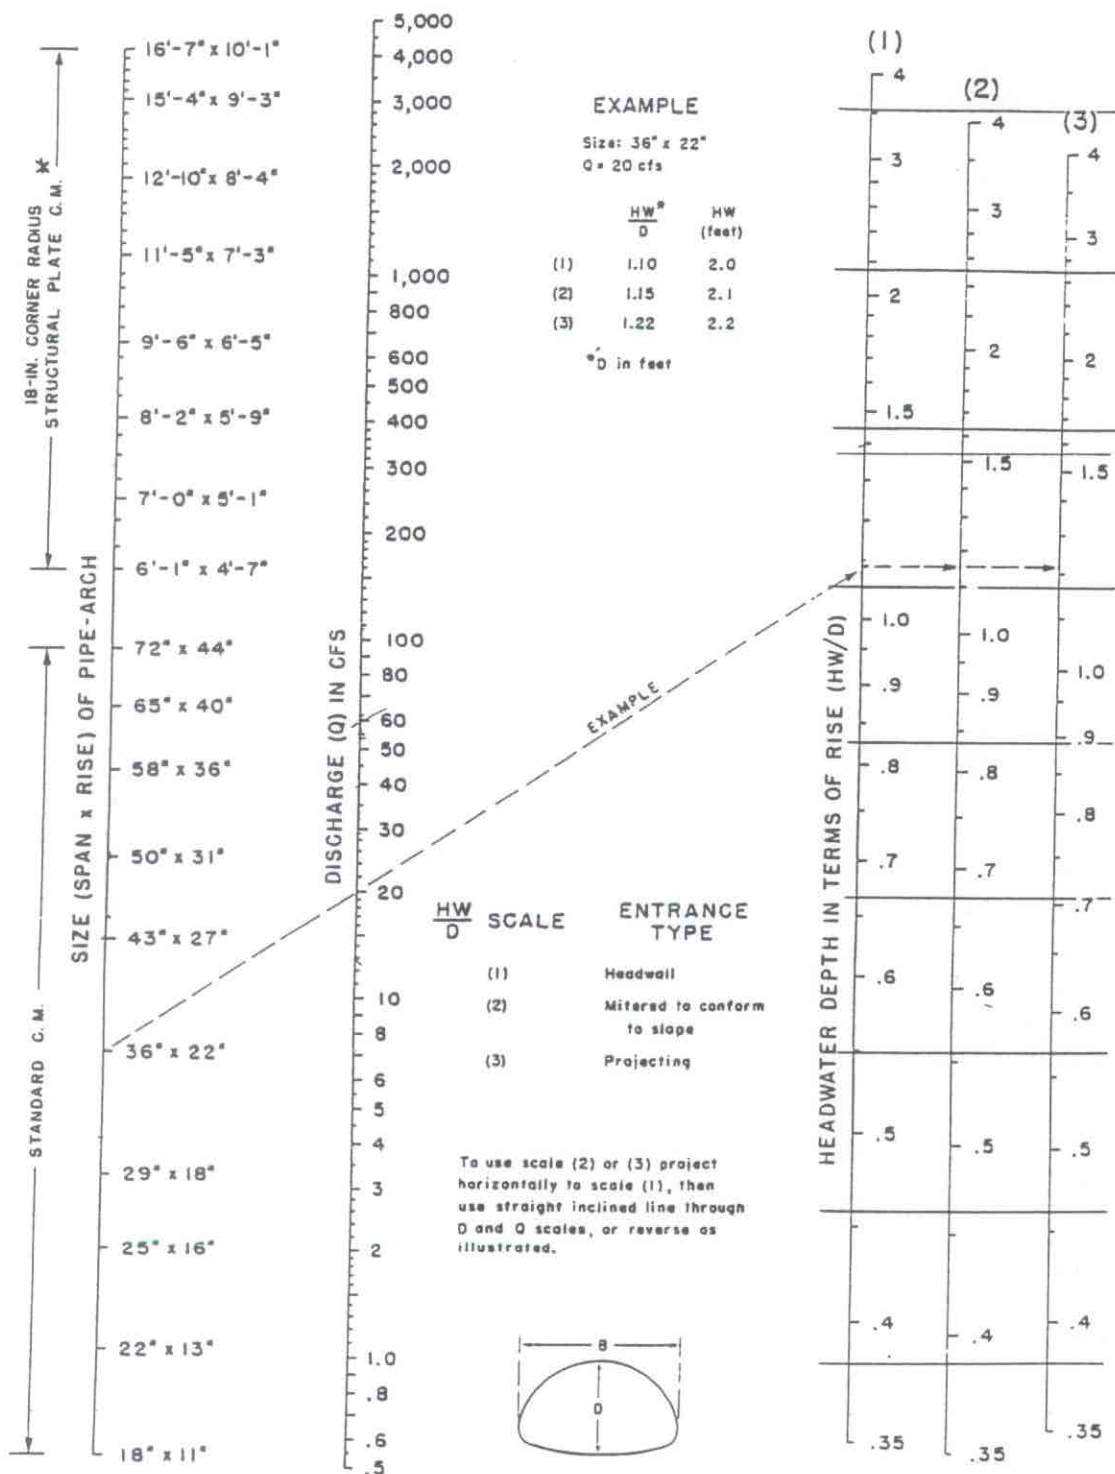 18-IN. CORNER RADIUS
STRUCTURAL PLATE C.M. *
STANDARD C.M.
SIZE (SPAN x RISE) OF PIPE-ARCH
16'-7" x 10'-1"
15'-4" x 9'-3"
12'-10" x 8'-4"
11'-5" x 7'-3"
9'-6" x 6'-5"
8'-2" x 5'-9"
7'-0" x 5'-1"
6'-1" x 4'-7"
72" x 44"
65" x 40"
58" x 36"
50" x 31"
43" x 27"
36" x 22"
29" x 18"
25" x 16"
22" x 13"
18" x 11"
DISCHARGE (Q) IN CFS
5,000
4,000
3,000
2,000
1,000
800
600
500
400
300
200
100
80
60
50
40
30
20
10
8
6
5
4
3
2
1.0
.8
.6
.5
EXAMPLE
Size: 36" x 22"
Q = 20 cfs
HW* HW
D (feet)
(1) 1.10 2.0
(2) 1.15 2.1
(3) 1.22 2.2
*D in feet
EXAMPLE
HW
D SCALE ENTRANCE
TYPE
(1) Headwall
(2) Mitered to conform
to slope
(3) Projecting
To use scale (2) or (3) project
horizontally to scale (1), then
use straight inclined line through
D and Q scales, or reverse as
illustrated.
B
D
HEADWATER DEPTH IN TERMS OF RISE (HW/D)
(1)
4
3
2
1.5
1.0
.9
.8
.7
.6
.5
.4
.35
(2)
4
3
2
1.5
1.0
.9
.8
.7
.6
.5
.4
.35
(3)
4
3
2
1.5
1.0
.9
.8
.7
.6
.5
.4
.35